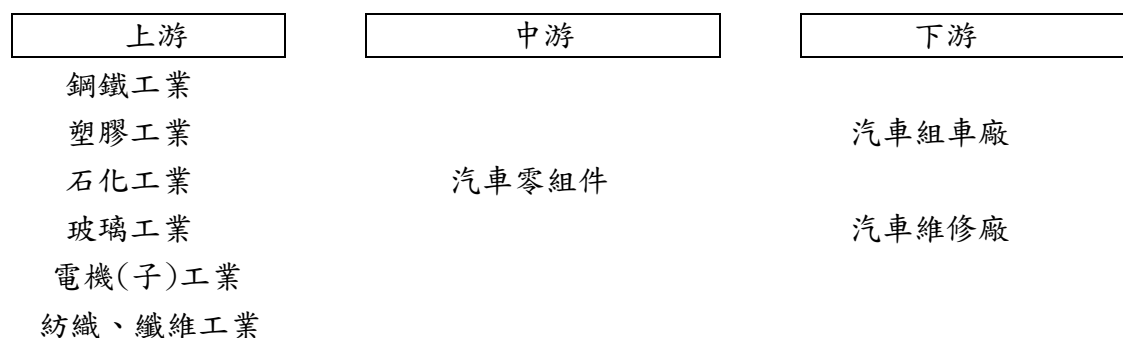 上游 中游 下游
鋼鐵工業
塑膠工業 汽車組車廠
石化工業 汽車零組件
玻璃工業 汽車維修廠
電機(子)工業
紡織、纖維工業